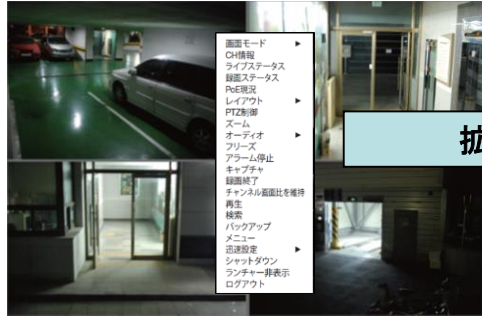 画面モード ▶
CH情報
ライブステータス
録画ステータス
PoE現況
レイアウト ▶
PTZ制御
ズーム
オーディオ ▶
フリーズ
アラーム停止
キャプチャ
録画終了
チャンネル画面比を維持
再生
検索
バックアップ
メニュー
迅速設定 ▶
シャットダウン
ランチャー非表示
ログアウト
拡